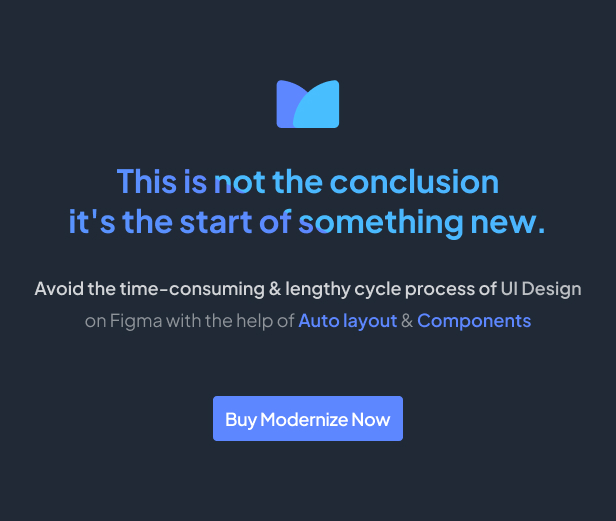 This is not the conclusion
it's the start of something new.
Avoid the time-consuming & lengthy cycle process of UI Design
on Figma with the help of Auto layout & Components
Buy Modernize Now